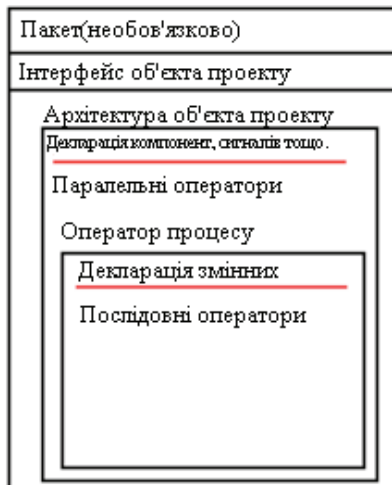 Пакет(необов'язково)
Інтерфейс об'єкта проекту
Архітектура об'єкта проекту
Декларація компонент, сигналів тощо.
Паралельні оператори
Оператор процесу
Декларація змінних
Послідовні оператори